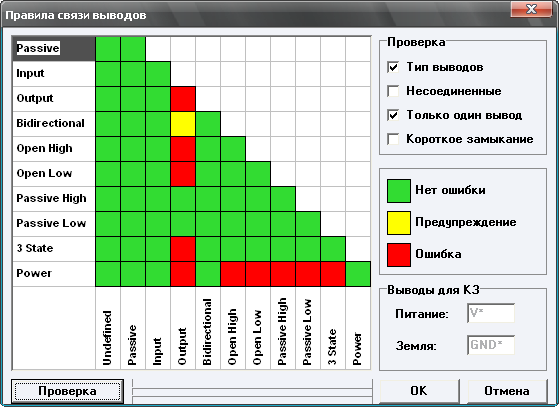 Правила связи выводов
Passive
Input
Output
Bidirectional
Open High
Open Low
Passive High
Passive Low
3 State
Power
Undefined
Passive
Input
Output
Bidirectional
Open High
Open Low
Passive High
Passive Low
3 State
Power
Проверка
Тип выводов
Несоединенные
Только один вывод
Короткое замыкание
Нет ошибки
Предупреждение
Ошибка
Выводы для КЗ
Питание: V*
Земля: GND*
Проверка
OK
Отмена